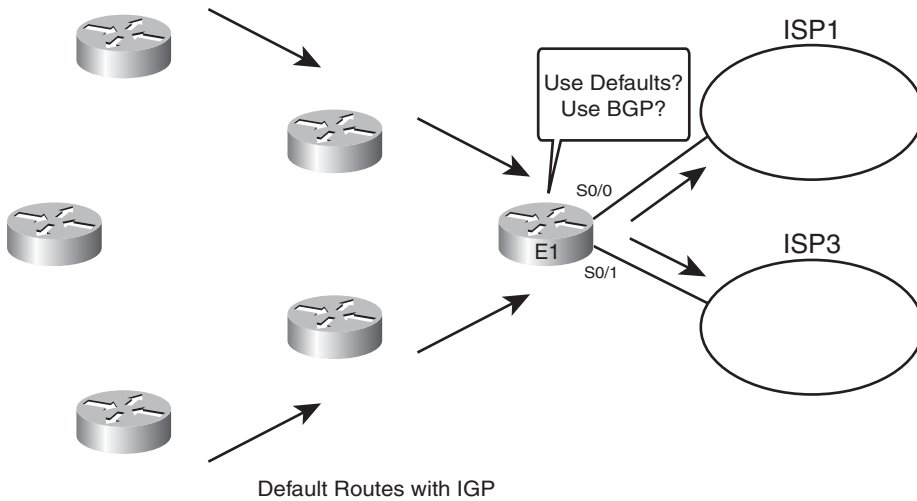 ISP1
Use Defaults?
Use BGP?
S0/0
E1
S0/1
ISP3
Default Routes with IGP